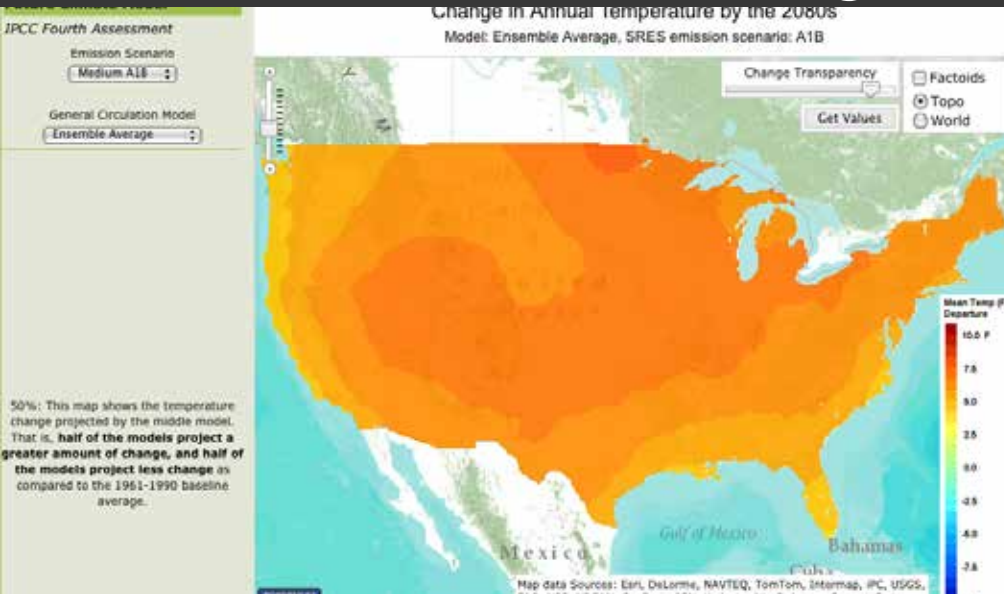 IPCC Fourth Assessment
Emission Scenario
Medium A1B
General Circulation Model
Ensemble Average
50%: This map shows the temperature
change projected by the middle model.
That is, half of the models project a
greater amount of change, and half of
the models project less change as
compared to the 1961-1990 baseline
average.
Change in Annual Temperature by the 2080s
Model: Ensemble Average, SRES emission scenario: A1B
Change Transparency
Get Values
Factoids
Topo
World
United
States
Mexico
Gulf of Mexico
Bahamas
Cuba
Mean Temp (F
Departure
10.0 F
7.5
5.0
2.5
0.0
-2.5
-5.0
-7.5
Map data Sources: Esri, DeLorme, NAVTEQ, TomTom, Intermap, iPC, USGS,